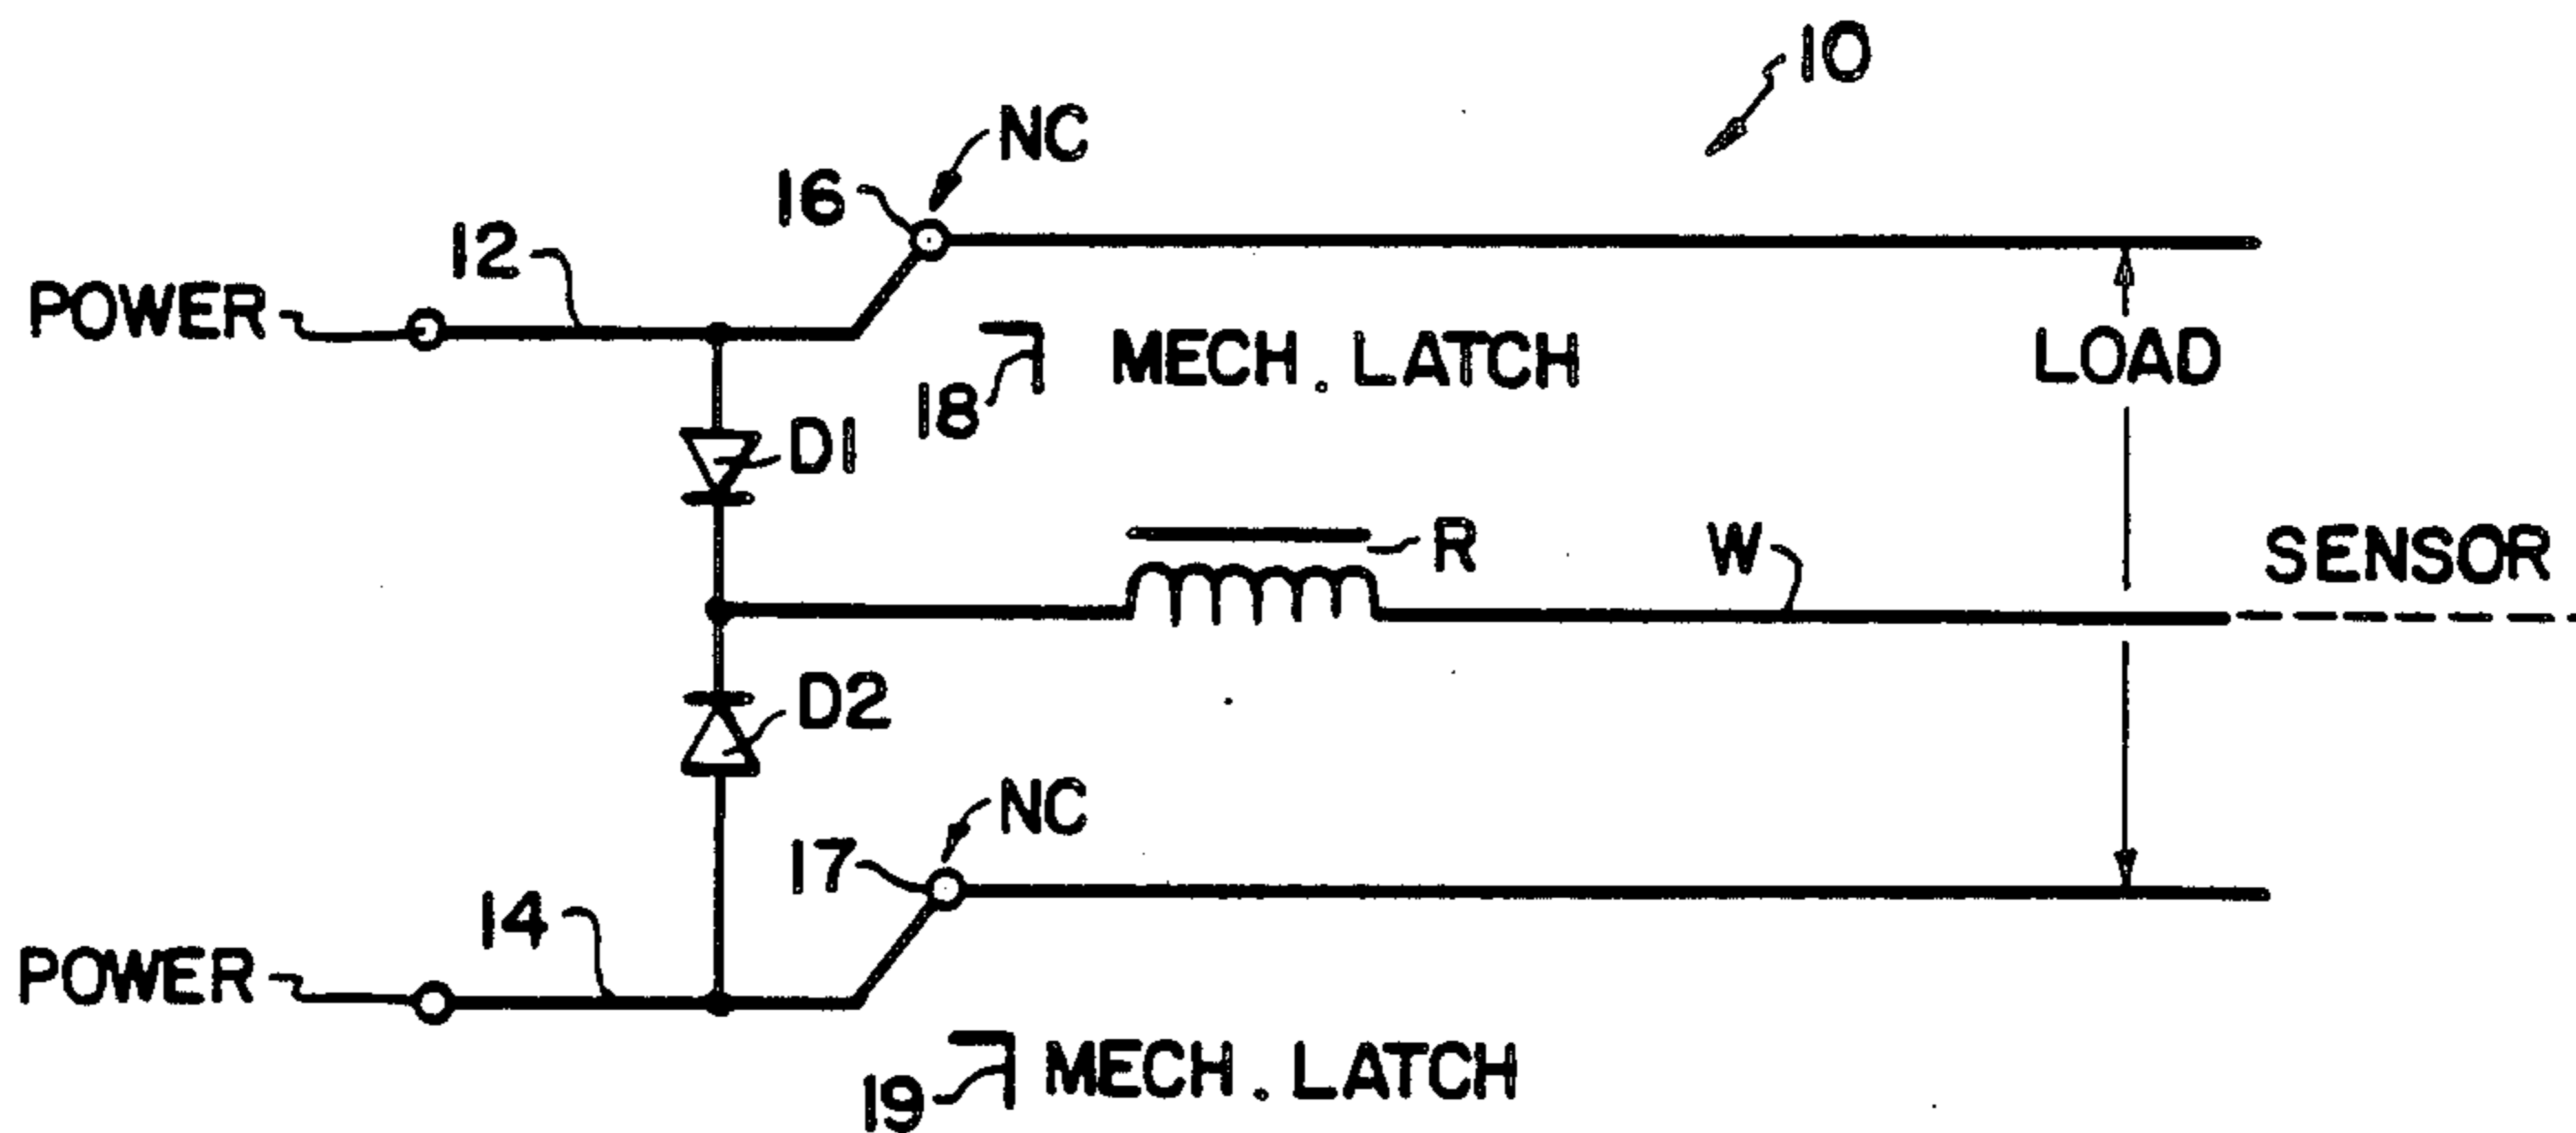 10
NC
16
12
POWER
LOAD
MECH. LATCH
18
D1
R
W
SENSOR
D2
NC
17
14
POWER
MECH. LATCH
19